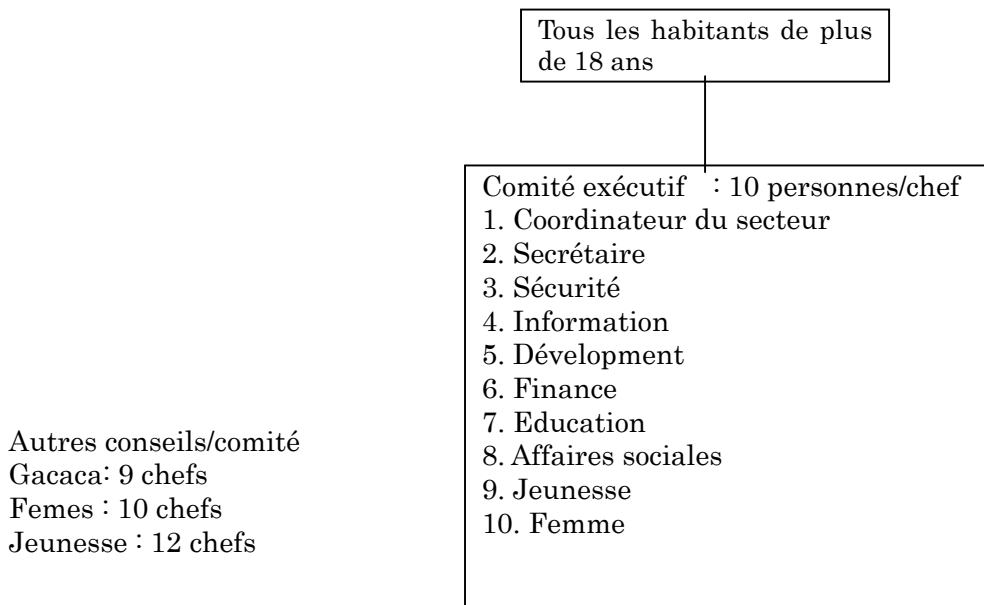 Tous les habitants de plus
de 18 ans
Comité exécutif : 10 personnes/chef
1. Coordinateur du secteur
2. Secrétaire
3. Sécurité
4. Information
5. Dévelopment
6. Finance
7. Education
8. Affaires sociales
9. Jeunesse
10. Femme
Autres conseils/comité
Gacaca: 9 chefs
Femes : 10 chefs
Jeunesse : 12 chefs